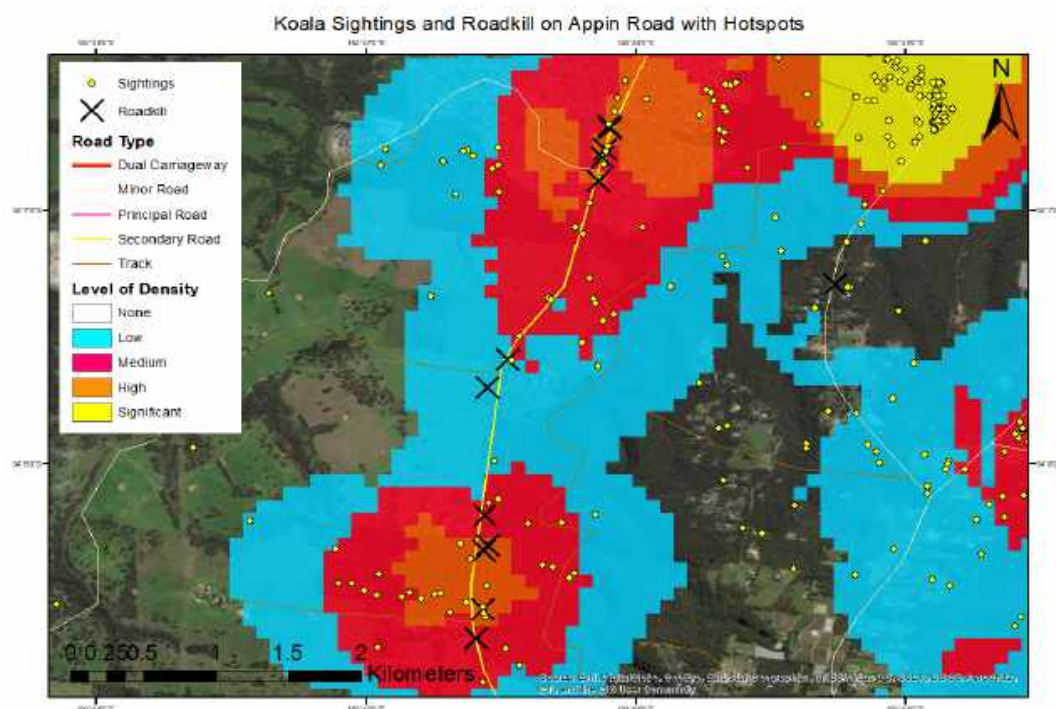 Koala Sightings and Roadkill on Appin Road with Hotspots
Sightings
Roadkill
Road Type
Dual Carriageway
Minor Road
Principal Road
Secondary Road
Track
Level of Density
None
Low
Medium
High
Significant
N
0 0.25 0.5 1 1.5 2
Kilometers